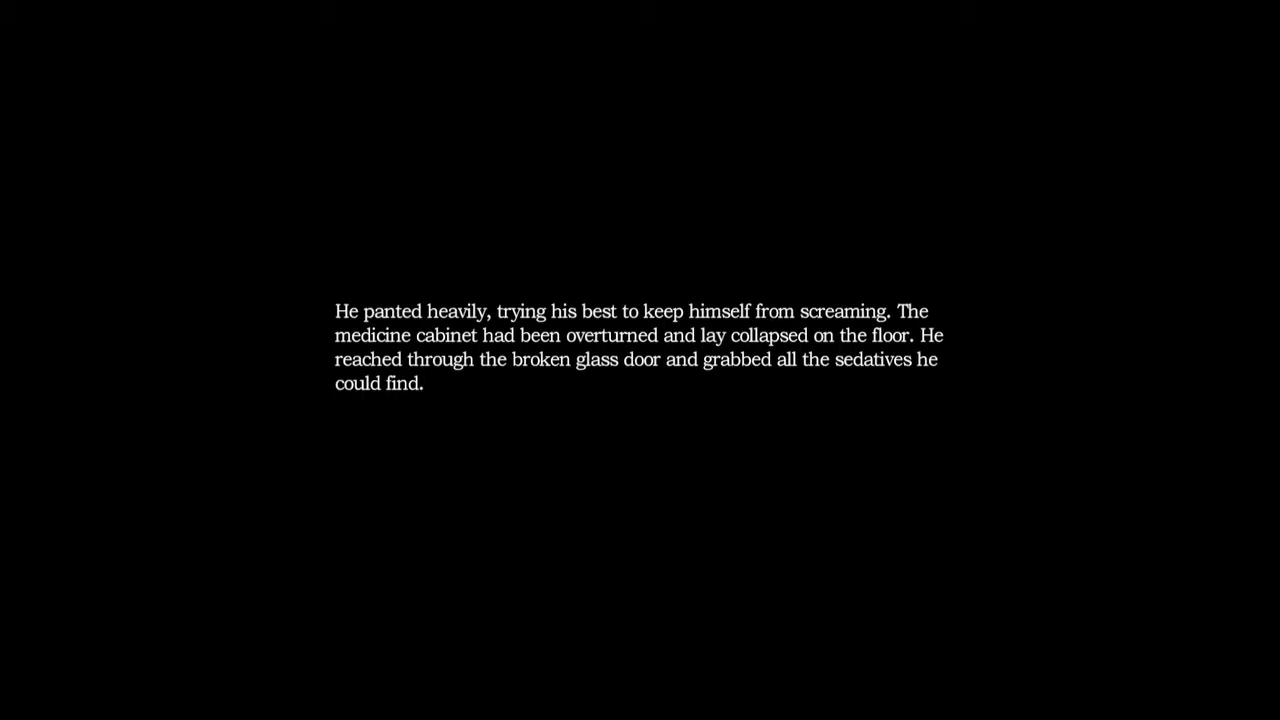 He panted heavily, trying his best to keep himself from screaming. The
medicine cabinet had been overturned and lay collapsed on the floor. He
reached through the broken glass door and grabbed all the sedatives he
could find.